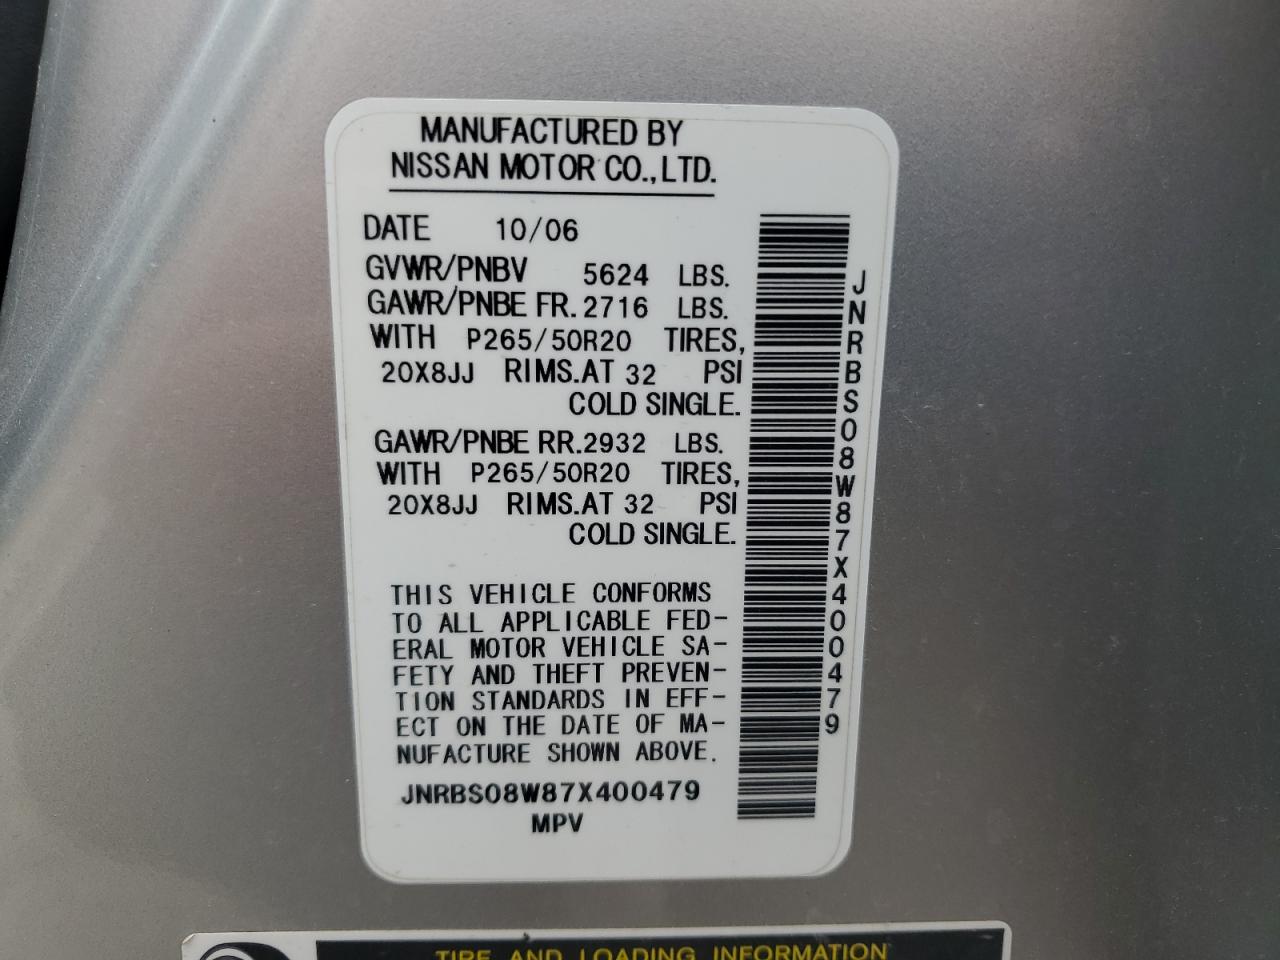 MANUFACTURED BY
NISSAN MOTOR CO., LTD.
DATE 10/06
GVWR/PNBV 5624 LBS.
GAWR/PNBE FR. 2716 LBS.
WITH P265/50R20 TIRES,
20X8JJ RIMS. AT 32 PSI
COLD SINGLE.
GAWR/PNBE RR. 2932 LBS.
WITH P265/50R20 TIRES,
20X8JJ RIMS. AT 32 PSI
COLD SINGLE.
THIS VEHICLE CONFORMS
TO ALL APPLICABLE FED-
ERAL MOTOR VEHICLE SA-
FETY AND THEFT PREVEN-
TION STANDARDS IN EFF-
ECT ON THE DATE OF MA-
NUFACTURE SHOWN ABOVE.
JNRBS08W87X400479
MPV
JNRBS08W87X400479
TIRE AND LOADING INFORMATION